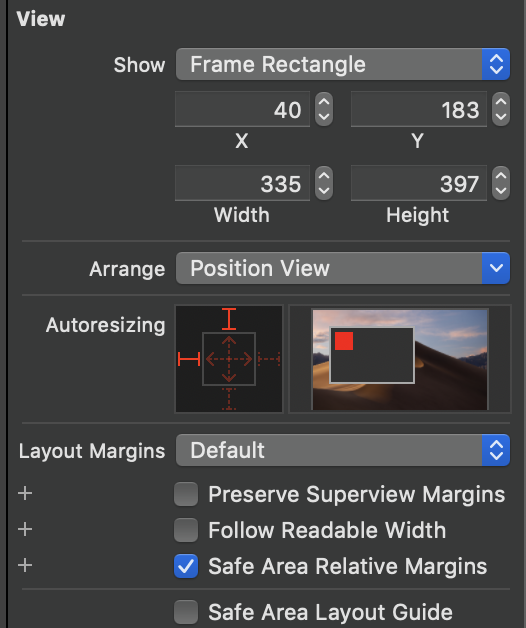 View
Show Frame Rectangle
40 183
X Y
335 397
Width Height
Arrange Position View
Autoresizing
Layout Margins Default
+ Preserve Superview Margins
+ Follow Readable Width
+ Safe Area Relative Margins
Safe Area Layout Guide